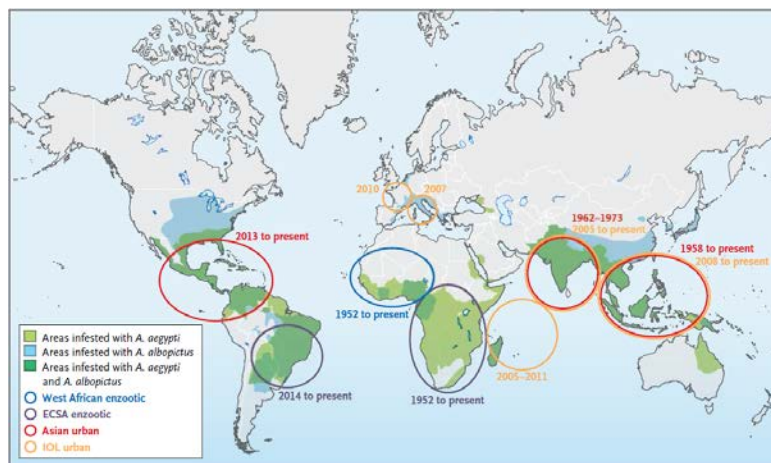 2010
2007
1962–1973
2005 to present
2013 to present
1958 to present
2008 to present
1952 to present
2005–2011
2014 to present
1952 to present
Areas infested with A. aegypti
Areas infested with A. albopictus
Areas infested with A. aegypti
and A. albopictus
West African enzootic
ECSA enzootic
Asian urban
IOL urban